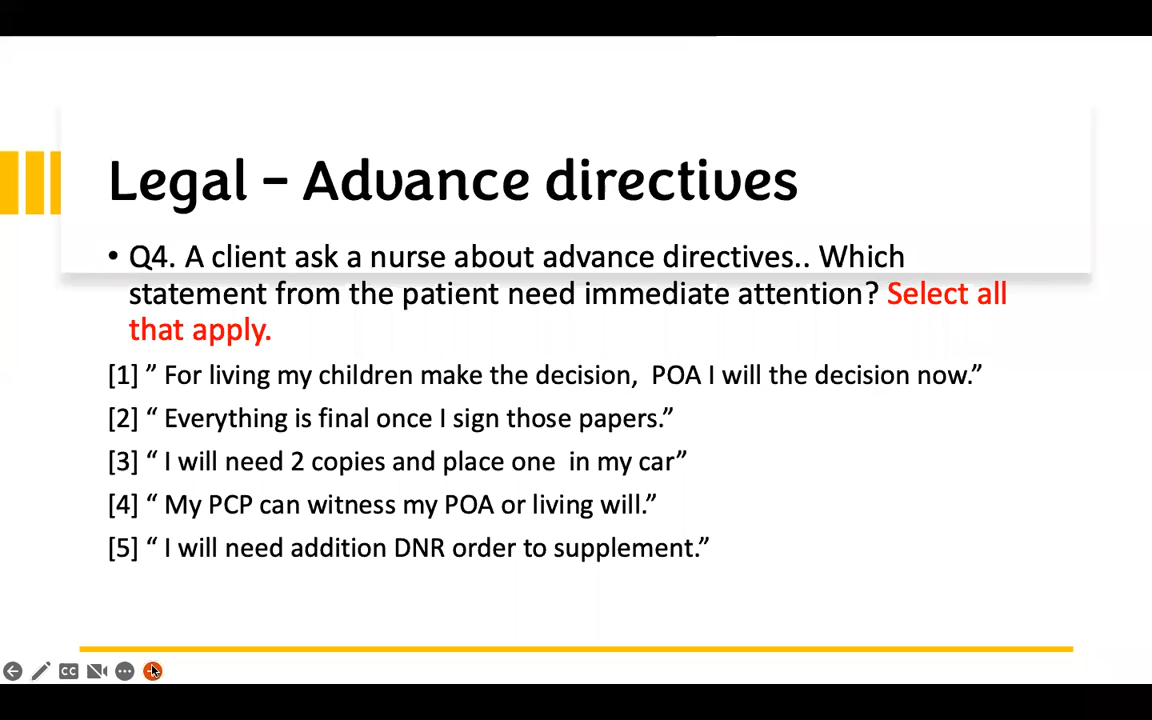 Legal – Advance directives
• Q4. A client ask a nurse about advance directives.. Which
statement from the patient need immediate attention? Select all
that apply.
[1] ” For living my children make the decision, POA I will the decision now.”
[2] “ Everything is final once I sign those papers.”
[3] “ I will need 2 copies and place one in my car”
[4] “ My PCP can witness my POA or living will.”
[5] “ I will need addition DNR order to supplement.”
CC